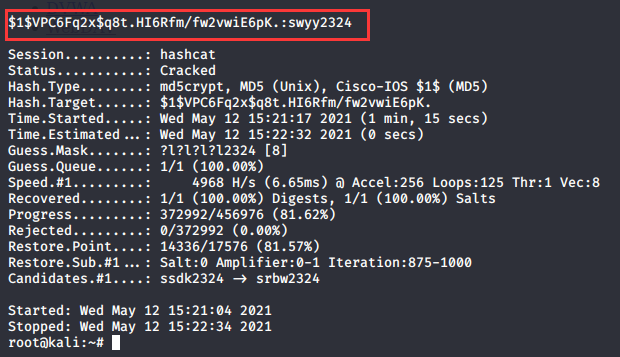 $1$VPC6Fq2x$q8t.HI6Rfm/fw2vwiE6pK.:swyy2324
Session..........: hashcat
Status...........: Cracked
Hash.Type........: md5crypt, MD5 (Unix), Cisco-IOS $1$ (MD5)
Hash.Target......: $1$VPC6Fq2x$q8t.HI6Rfm/fw2vwiE6pK.
Time.Started.....: Wed May 12 15:21:17 2021 (1 min, 15 secs)
Time.Estimated...: Wed May 12 15:22:32 2021 (0 secs)
Guess.Mask.......: ?l?l?l?l2324 [8]
Guess.Queue......: 1/1 (100.00%)
Speed.#1.........:     4968 H/s (6.65ms) @ Accel:256 Loops:125 Thr:1 Vec:8
Recovered........: 1/1 (100.00%) Digests, 1/1 (100.00%) Salts
Progress.........: 372992/456976 (81.62%)
Rejected.........: 0/372992 (0.00%)
Restore.Point....: 14336/17576 (81.57%)
Restore.Sub.#1...: Salt:0 Amplifier:0-1 Iteration:875-1000
Candidates.#1....: ssdk2324 -> srbw2324
Started: Wed May 12 15:21:04 2021
Stopped: Wed May 12 15:22:34 2021
root@kali:~#